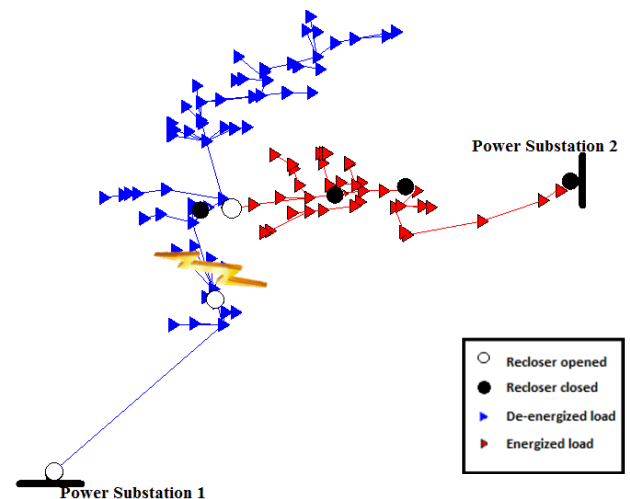 Power Substation 2
Recloser opened
Recloser closed
De-energized load
Energized load
Power Substation 1